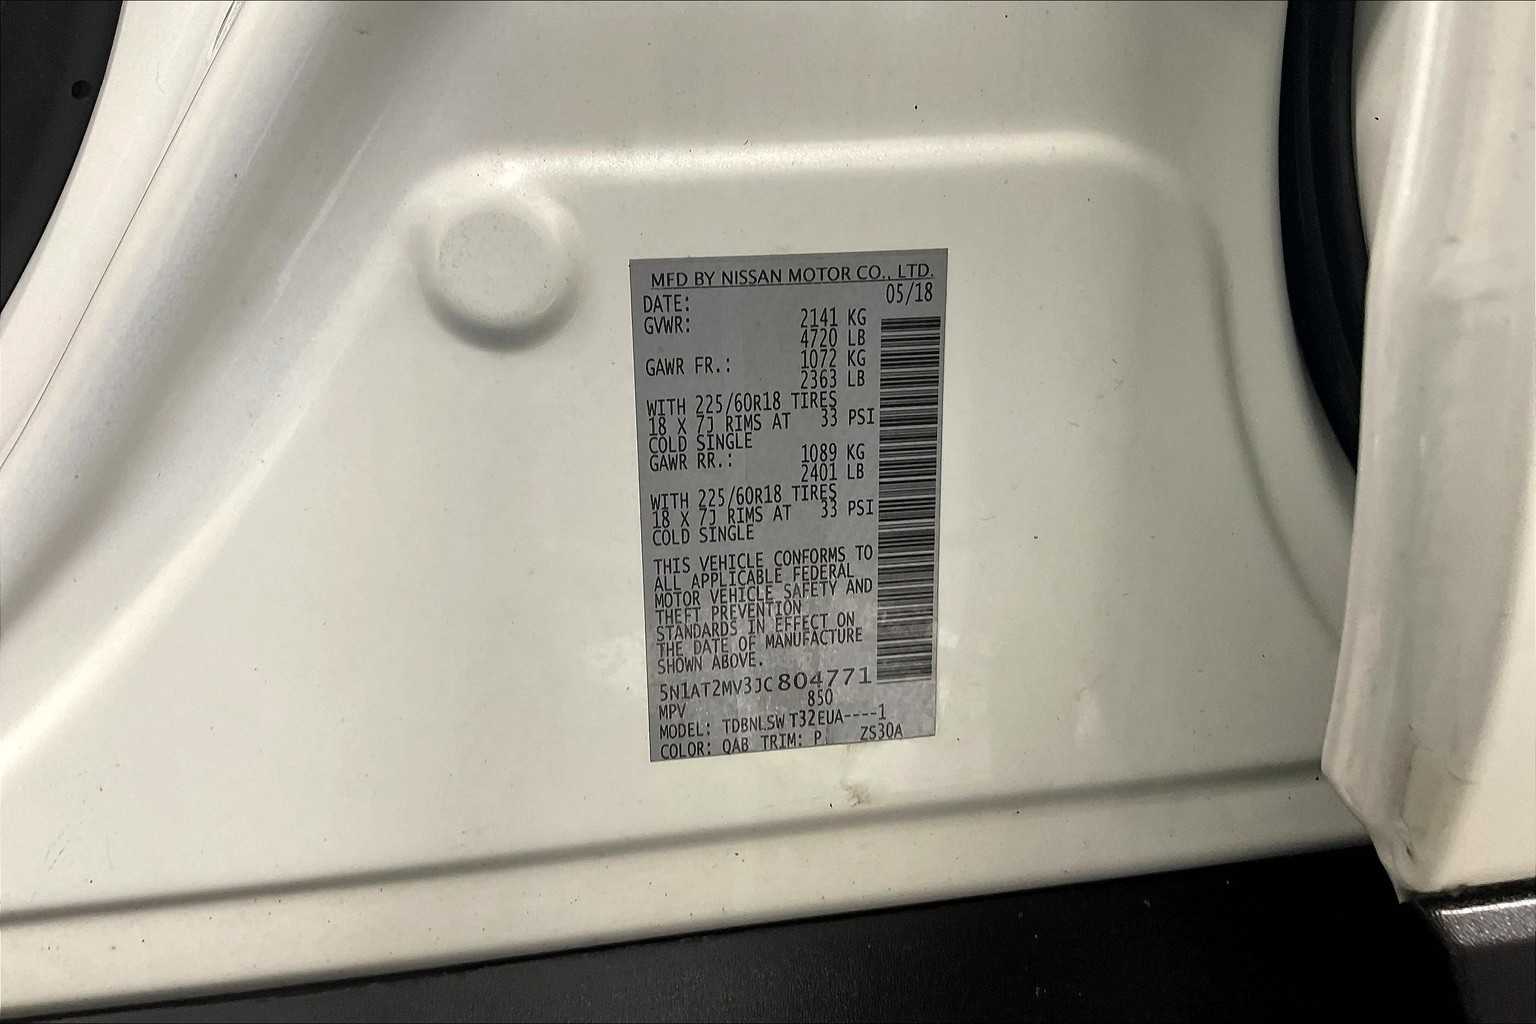 MFD BY NISSAN MOTOR CO., LTD.
DATE: 05/18
GVWR: 2141 KG
4720 LB
GAWR FR.: 1072 KG
2363 LB
WITH 225/60R18 TIRES
18 X 7J RIMS AT 33 PSI
COLD SINGLE
GAWR RR.: 1089 KG
2401 LB
WITH 225/60R18 TIRES
18 X 7J RIMS AT 33 PSI
COLD SINGLE
THIS VEHICLE CONFORMS TO
ALL APPLICABLE FEDERAL
MOTOR VEHICLE SAFETY AND
THEFT PREVENTION
STANDARDS IN EFFECT ON
THE DATE OF MANUFACTURE
SHOWN ABOVE.
5N1AT2MV3JC804771
MPV 850
MODEL: TDBNLSW T32EUA----1
COLOR: QAB TRIM: P ZS30A